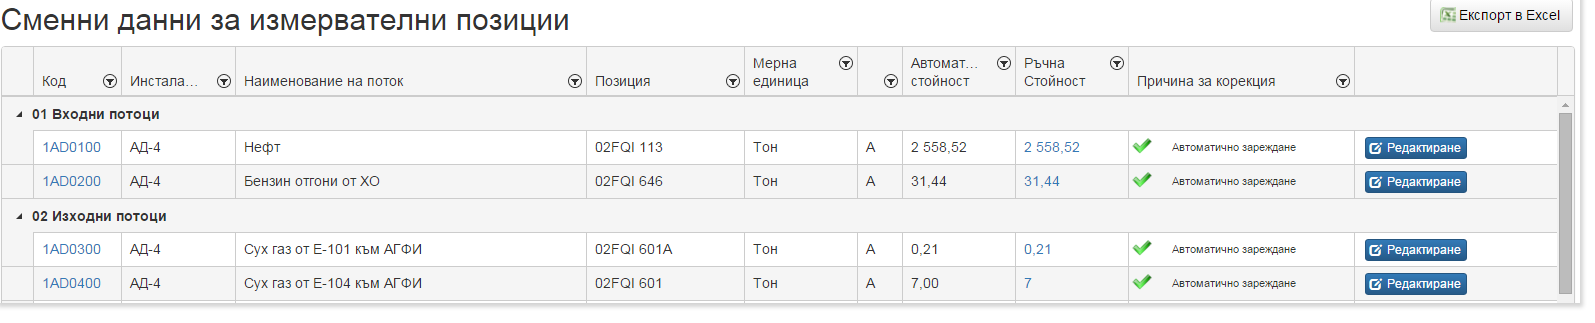 Сменни данни за измервателни позиции
Експорт в Excel
Код Инстала... Наименование на поток Позиция Мерна единица Автомат... стойност Ръчна Стойност Причина за корекция
01 Входни потоци
1AD0100 АД-4 Нефт 02FQI 113 Тон А 2 558,52 2 558,52 Автоматично зареждане Редактиране
1AD0200 АД-4 Бензин отгони от ХО 02FQI 646 Тон А 31,44 31,44 Автоматично зареждане Редактиране
02 Изходни потоци
1AD0300 АД-4 Сух газ от Е-101 към АГФИ 02FQI 601A Тон А 0,21 0,21 Автоматично зареждане Редактиране
1AD0400 АД-4 Сух газ от Е-104 към АГФИ 02FQI 601 Тон А 7,00 7 Автоматично зареждане Редактиране